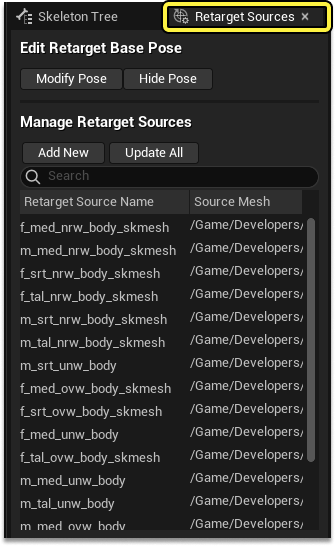 Skeleton Tree Retarget Sources ×
Edit Retarget Base Pose
Modify Pose Hide Pose
Manage Retarget Sources
Add New Update All
Search
Retarget Source Name Source Mesh
f_med_nrw_body_skmesh /Game/Developers/
m_med_nrw_body_skmesh /Game/Developers/
f_srt_nrw_body_skmesh /Game/Developers/
f_tal_nrw_body_skmesh /Game/Developers/
m_srt_nrw_body_skmesh /Game/Developers/
m_tal_nrw_body_skmesh /Game/Developers/
m_srt_unw_body /Game/Developers/
f_med_ovw_body_skmesh /Game/Developers/
f_srt_ovw_body_skmesh /Game/Developers/
f_med_unw_body /Game/Developers/
f_tal_ovw_body_skmesh /Game/Developers/
m_med_unw_body /Game/Developers/
m_tal_unw_body /Game/Developers/
m_med_ovw_body_skmesh /Game/Developers/